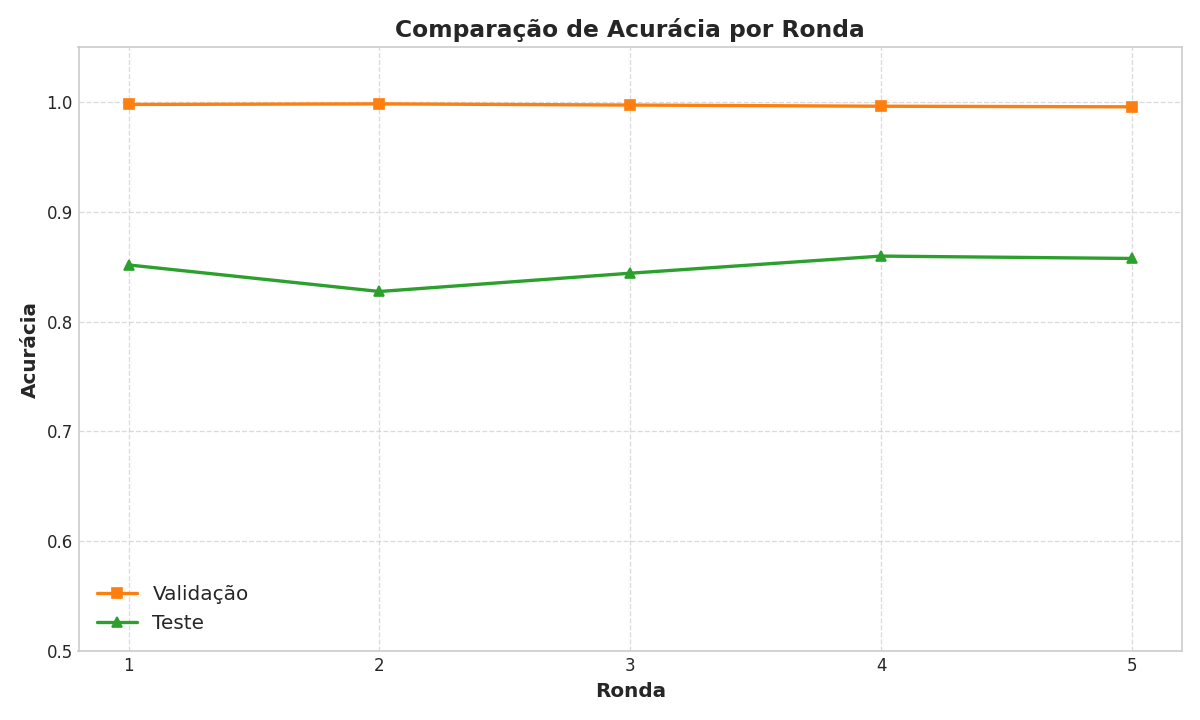 Comparação de Acurácia por Ronda
Acurácia
1.0
0.9
0.8
0.7
0.6
0.5
Validação
Teste
1 2 3 4 5
Ronda